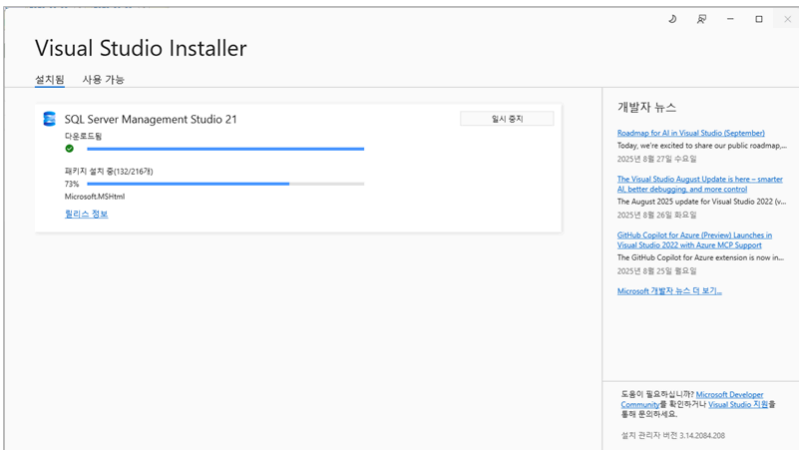 Visual Studio Installer
설치됨 사용 가능
SQL Server Management Studio 21
일시 중지
다운로드됨
패키지 설치 중(132/216개)
73%
Microsoft.MSHtml
릴리스 정보
개발자 뉴스
Roadmap for AI in Visual Studio (September)
Today, we're excited to share our public roadmap,...
2025년 8월 27일 수요일
The Visual Studio August Update is here – smarter
AI, better debugging, and more control
The August 2025 update for Visual Studio 2022 (v...
2025년 8월 26일 화요일
GitHub Copilot for Azure (Preview) Launches in
Visual Studio 2022 with Azure MCP Support
The GitHub Copilot for Azure extension is now in...
2025년 8월 25일 월요일
Microsoft 개발자 뉴스 더 보기...
도움이 필요하십니까? Microsoft Developer
Community를 확인하거나 Visual Studio 지원을
통해 문의하세요.
설치 관리자 버전 3.14.2084.208